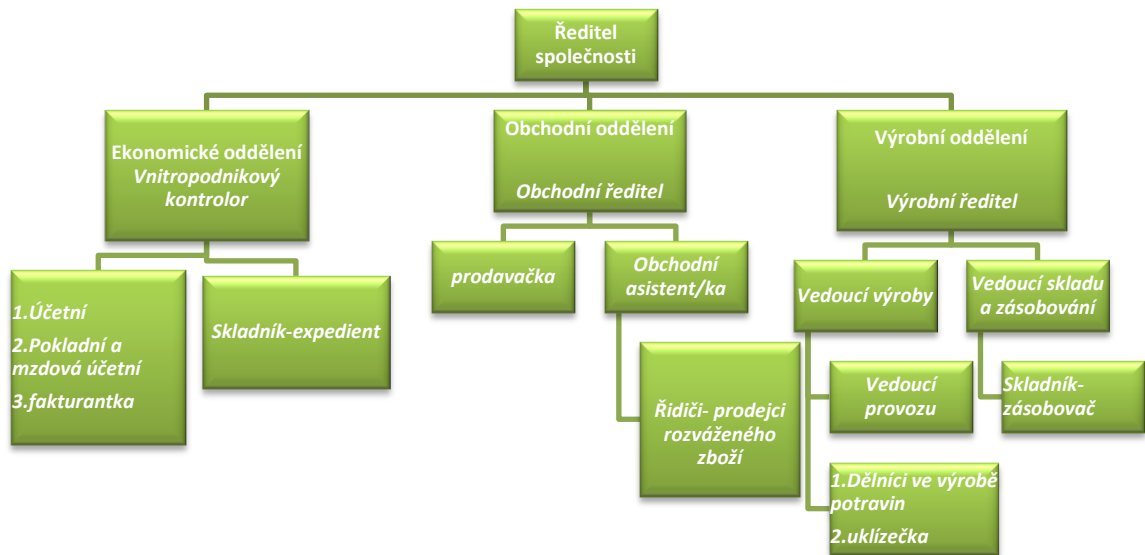 Ředitel
společnosti
Ekonomické oddělení
Vnitropodnikový
kontrolor
Obchodní oddělení
Obchodní ředitel
Výrobní oddělení
Výrobní ředitel
1.Účetní
2.Pokladní a
mzdová účetní
3.fakturantka
Skladník-expedient
prodavačka
Obchodní
asistent/ka
Řidiči- prodejci
rozváženého
zboží
Vedoucí výroby
Vedoucí skladu
a zásobování
Vedoucí
provozu
Skladník-
zásobovač
1.Dělníci ve výrobě
potravin
2.uklízečka